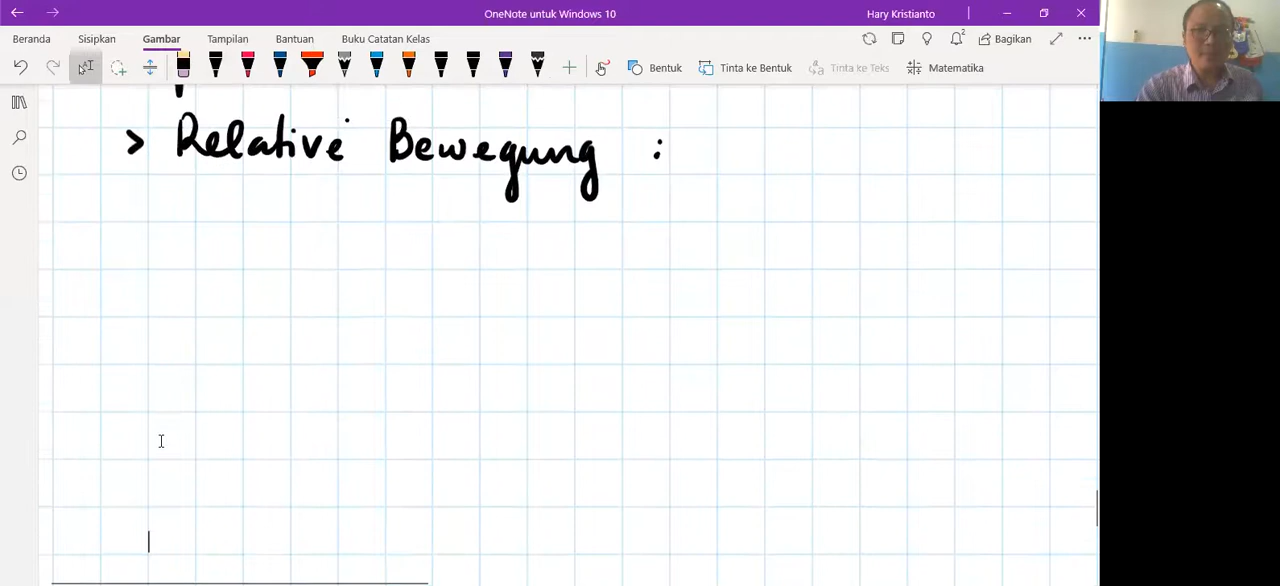 OneNote untuk Windows 10
Hary Kristianto
Beranda Sisipkan Gambar Tampilan Bantuan Buku Catatan Kelas
2 Bagikan
Bentuk Tinta ke Bentuk Tinta ke Teks Matematika
> Relative Bewegung :